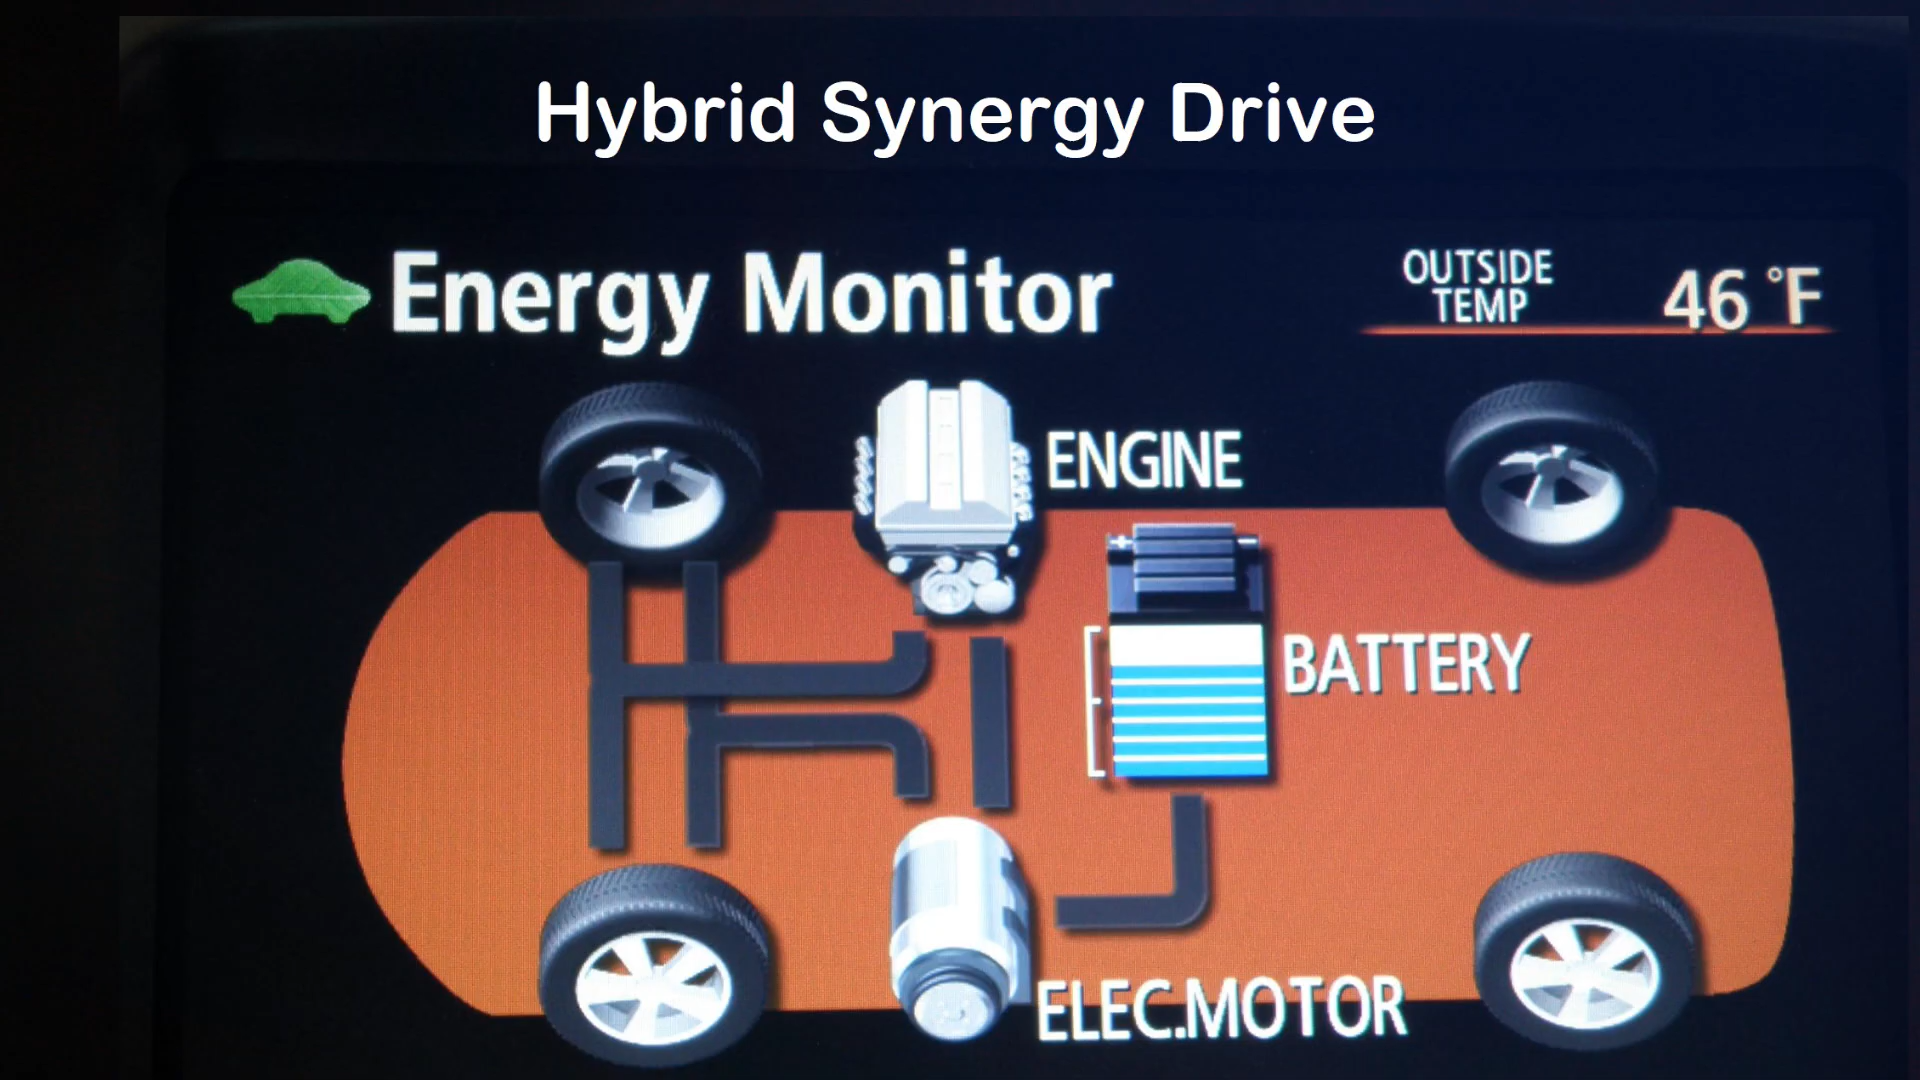 Hybrid Synergy Drive
Energy Monitor
OUTSIDE
TEMP
46 °F
ENGINE
BATTERY
ELEC.MOTOR